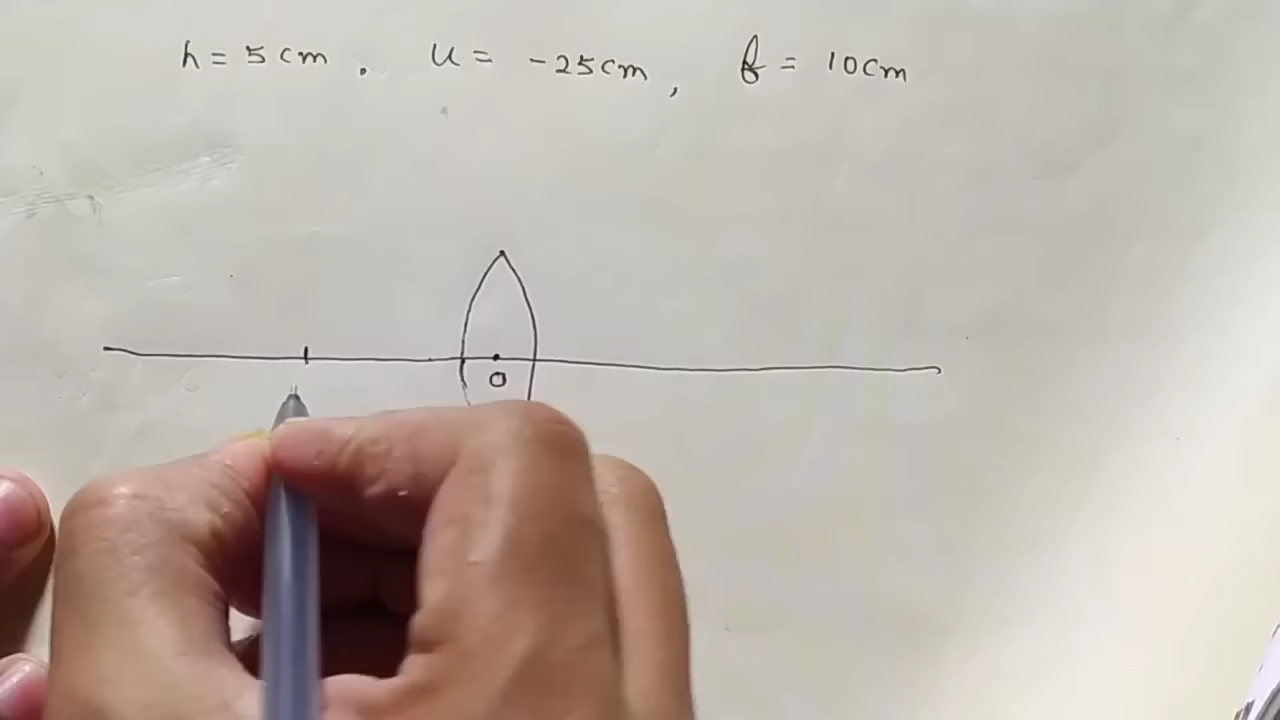 h = 5 cm . u = -25 cm , f = 10 cm
O